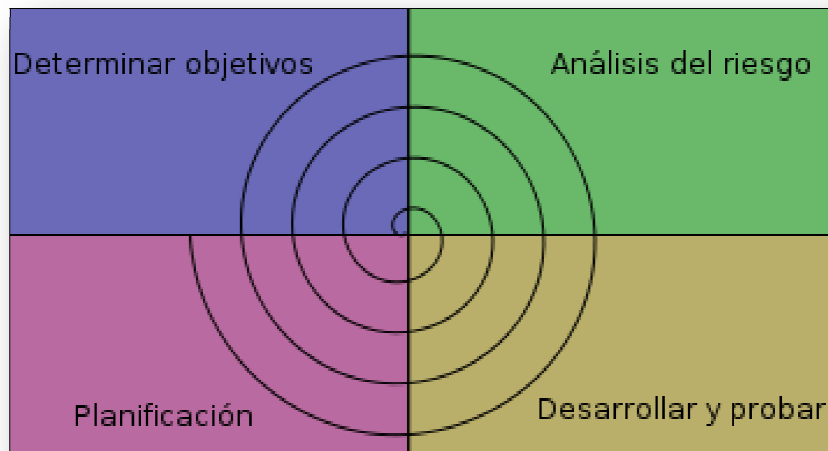 Determinar objetivos
Análisis del riesgo
Planificación
Desarrollar y probar